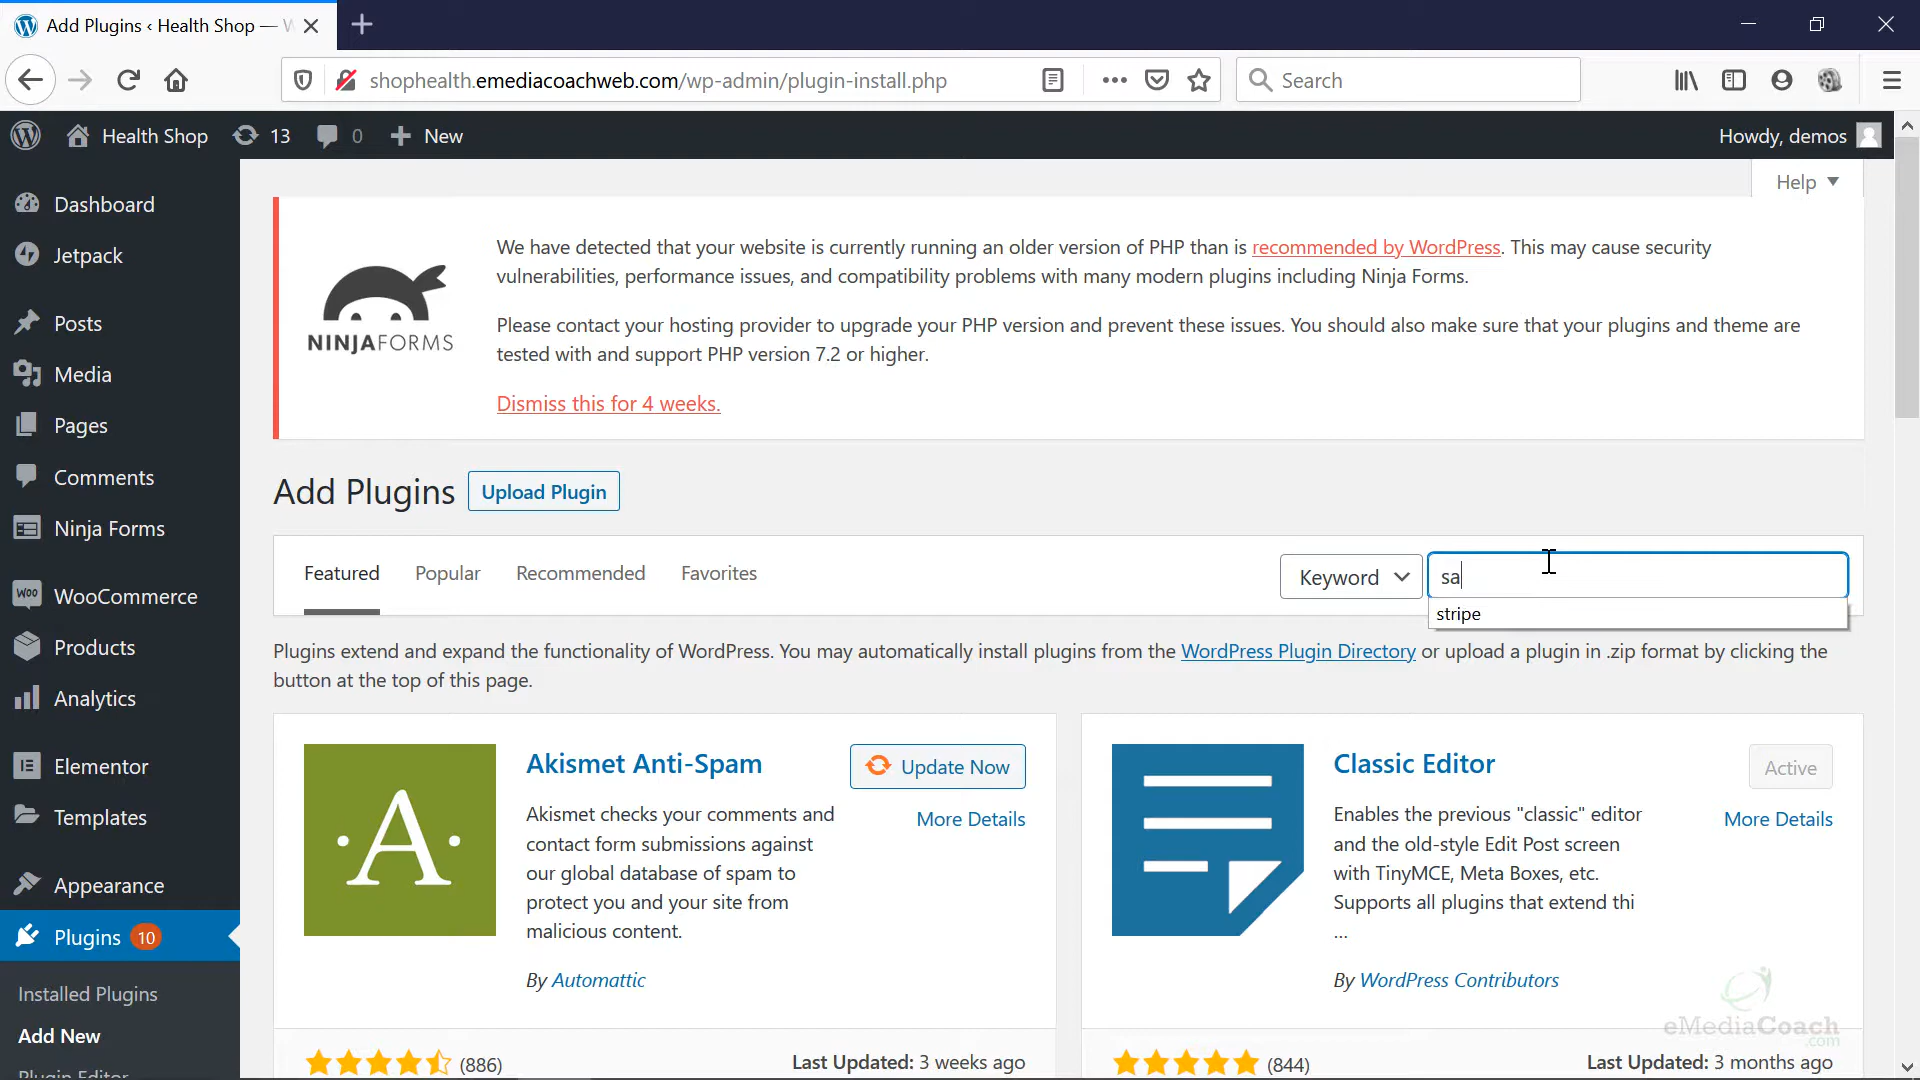 Add Plugins ‹ Health Shop —
shophealth.emediacoachweb.com/wp-admin/plugin-install.php
Search
Health Shop
13
0
New
Howdy, demos
Help
Dashboard
Jetpack
Posts
Media
Pages
Comments
Ninja Forms
WooCommerce
Products
Analytics
Elementor
Templates
Appearance
Plugins 10
Installed Plugins
Add New
Plugin Editor
NINJAFORMS
We have detected that your website is currently running an older version of PHP than is recommended by WordPress. This may cause security
vulnerabilities, performance issues, and compatibility problems with many modern plugins including Ninja Forms.
Please contact your hosting provider to upgrade your PHP version and prevent these issues. You should also make sure that your plugins and theme are
tested with and support PHP version 7.2 or higher.
Dismiss this for 4 weeks.
Add Plugins
Upload Plugin
Featured
Popular
Recommended
Favorites
Keyword
sa
stripe
Plugins extend and expand the functionality of WordPress. You may automatically install plugins from the WordPress Plugin Directory or upload a plugin in .zip format by clicking the
button at the top of this page.
A
Akismet Anti-Spam
Update Now
More Details
Akismet checks your comments and
contact form submissions against
our global database of spam to
protect you and your site from
malicious content.
By Automattic
(886)
Last Updated: 3 weeks ago
Classic Editor
Active
More Details
Enables the previous "classic" editor
and the old-style Edit Post screen
with TinyMCE, Meta Boxes, etc.
Supports all plugins that extend thi
...
By WordPress Contributors
(844)
Last Updated: 3 months ago
eMediaCoach
.com